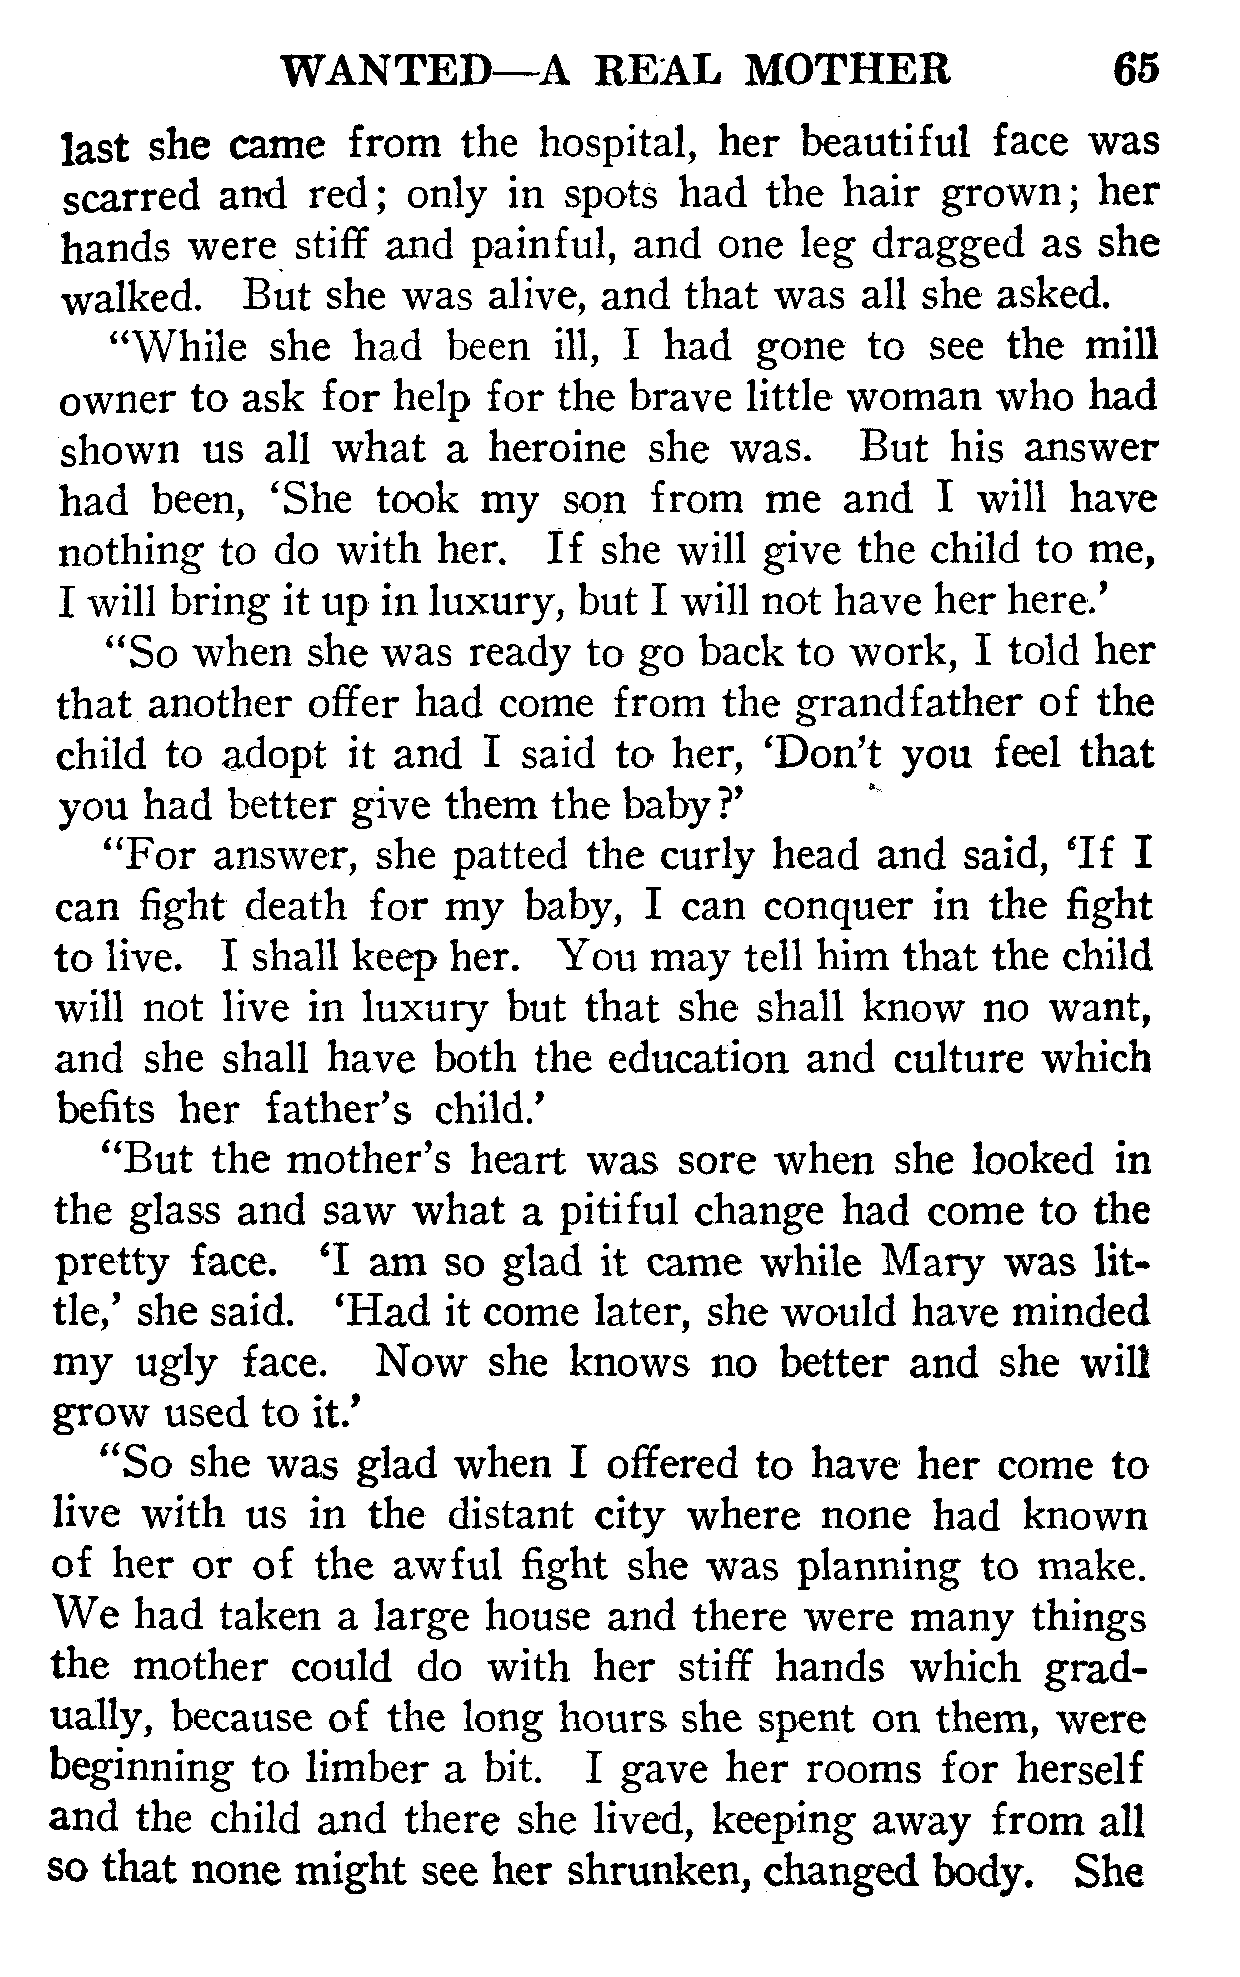 WANTED—A REAL MOTHER 65
last she came from the hospital, her beautiful face was
scarred and red; only in spots had the hair grown; her
hands were stiff and painful, and one leg dragged as she
walked. But she was alive, and that was all she asked.
“While she had been ill, I had gone to see the mill
owner to ask for help for the brave little woman who had
shown us all what a heroine she was. But his answer
had been, ‘She took my son from me and I will have
nothing to do with her. If she will give the child to me,
I will bring it up in luxury, but I will not have her here.’
“So when she was ready to go back to work, I told her
that another offer had come from the grandfather of the
child to adopt it and I said to her, ‘Don’t you feel that
you had better give them the baby?’
“For answer, she patted the curly head and said, ‘If I
can fight death for my baby, I can conquer in the fight
to live. I shall keep her. You may tell him that the child
will not live in luxury but that she shall know no want,
and she shall have both the education and culture which
befits her father’s child.’
“But the mother’s heart was sore when she looked in
the glass and saw what a pitiful change had come to the
pretty face. ‘I am so glad it came while Mary was lit-
tle,’ she said. ‘Had it come later, she would have minded
my ugly face. Now she knows no better and she will
grow used to it.’
“So she was glad when I offered to have her come to
live with us in the distant city where none had known
of her or of the awful fight she was planning to make.
We had taken a large house and there were many things
the mother could do with her stiff hands which grad-
ually, because of the long hours she spent on them, were
beginning to limber a bit. I gave her rooms for herself
and the child and there she lived, keeping away from all
so that none might see her shrunken, changed body. She